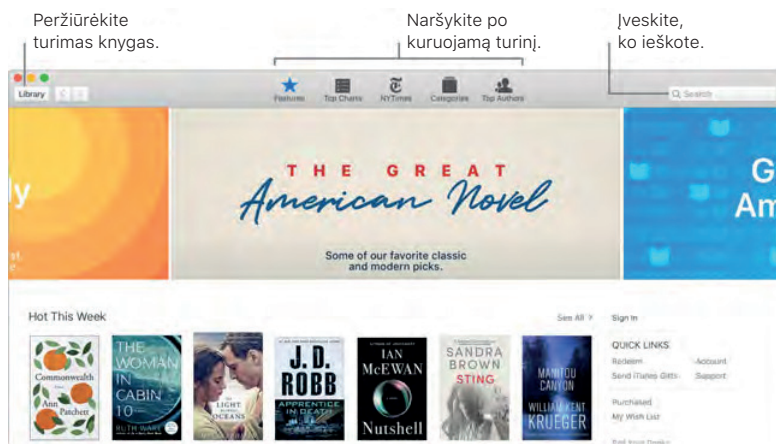 Peržiūrėkite
turimas knygas.
Naršykite po
kuruojamą turinį.
Įveskite,
ko ieškote.
Library
Features
Top Charts
NYTimes
Categories
Top Authors
Search
ly
THE GREAT
American Novel
Some of our favorite classic
and modern picks.
G
Am
Hot This Week
See All >
Sign In
QUICK LINKS
Redeem
Account
Send iTunes Gifts
Support
Purchased
My Wish List
Commonwealth
Ann
Patchett
THE
WOMAN
IN
CABIN
10
RUTH WARE
THE
LIGHT
BETWEEN
OCEANS
J. D.
ROBB
APPRENTICE
IN DEATH
IAN
McEWAN
Nutshell
SANDRA
BROWN
STING
MANITOU
CANYON
WILLIAM KENT
KRUEGER